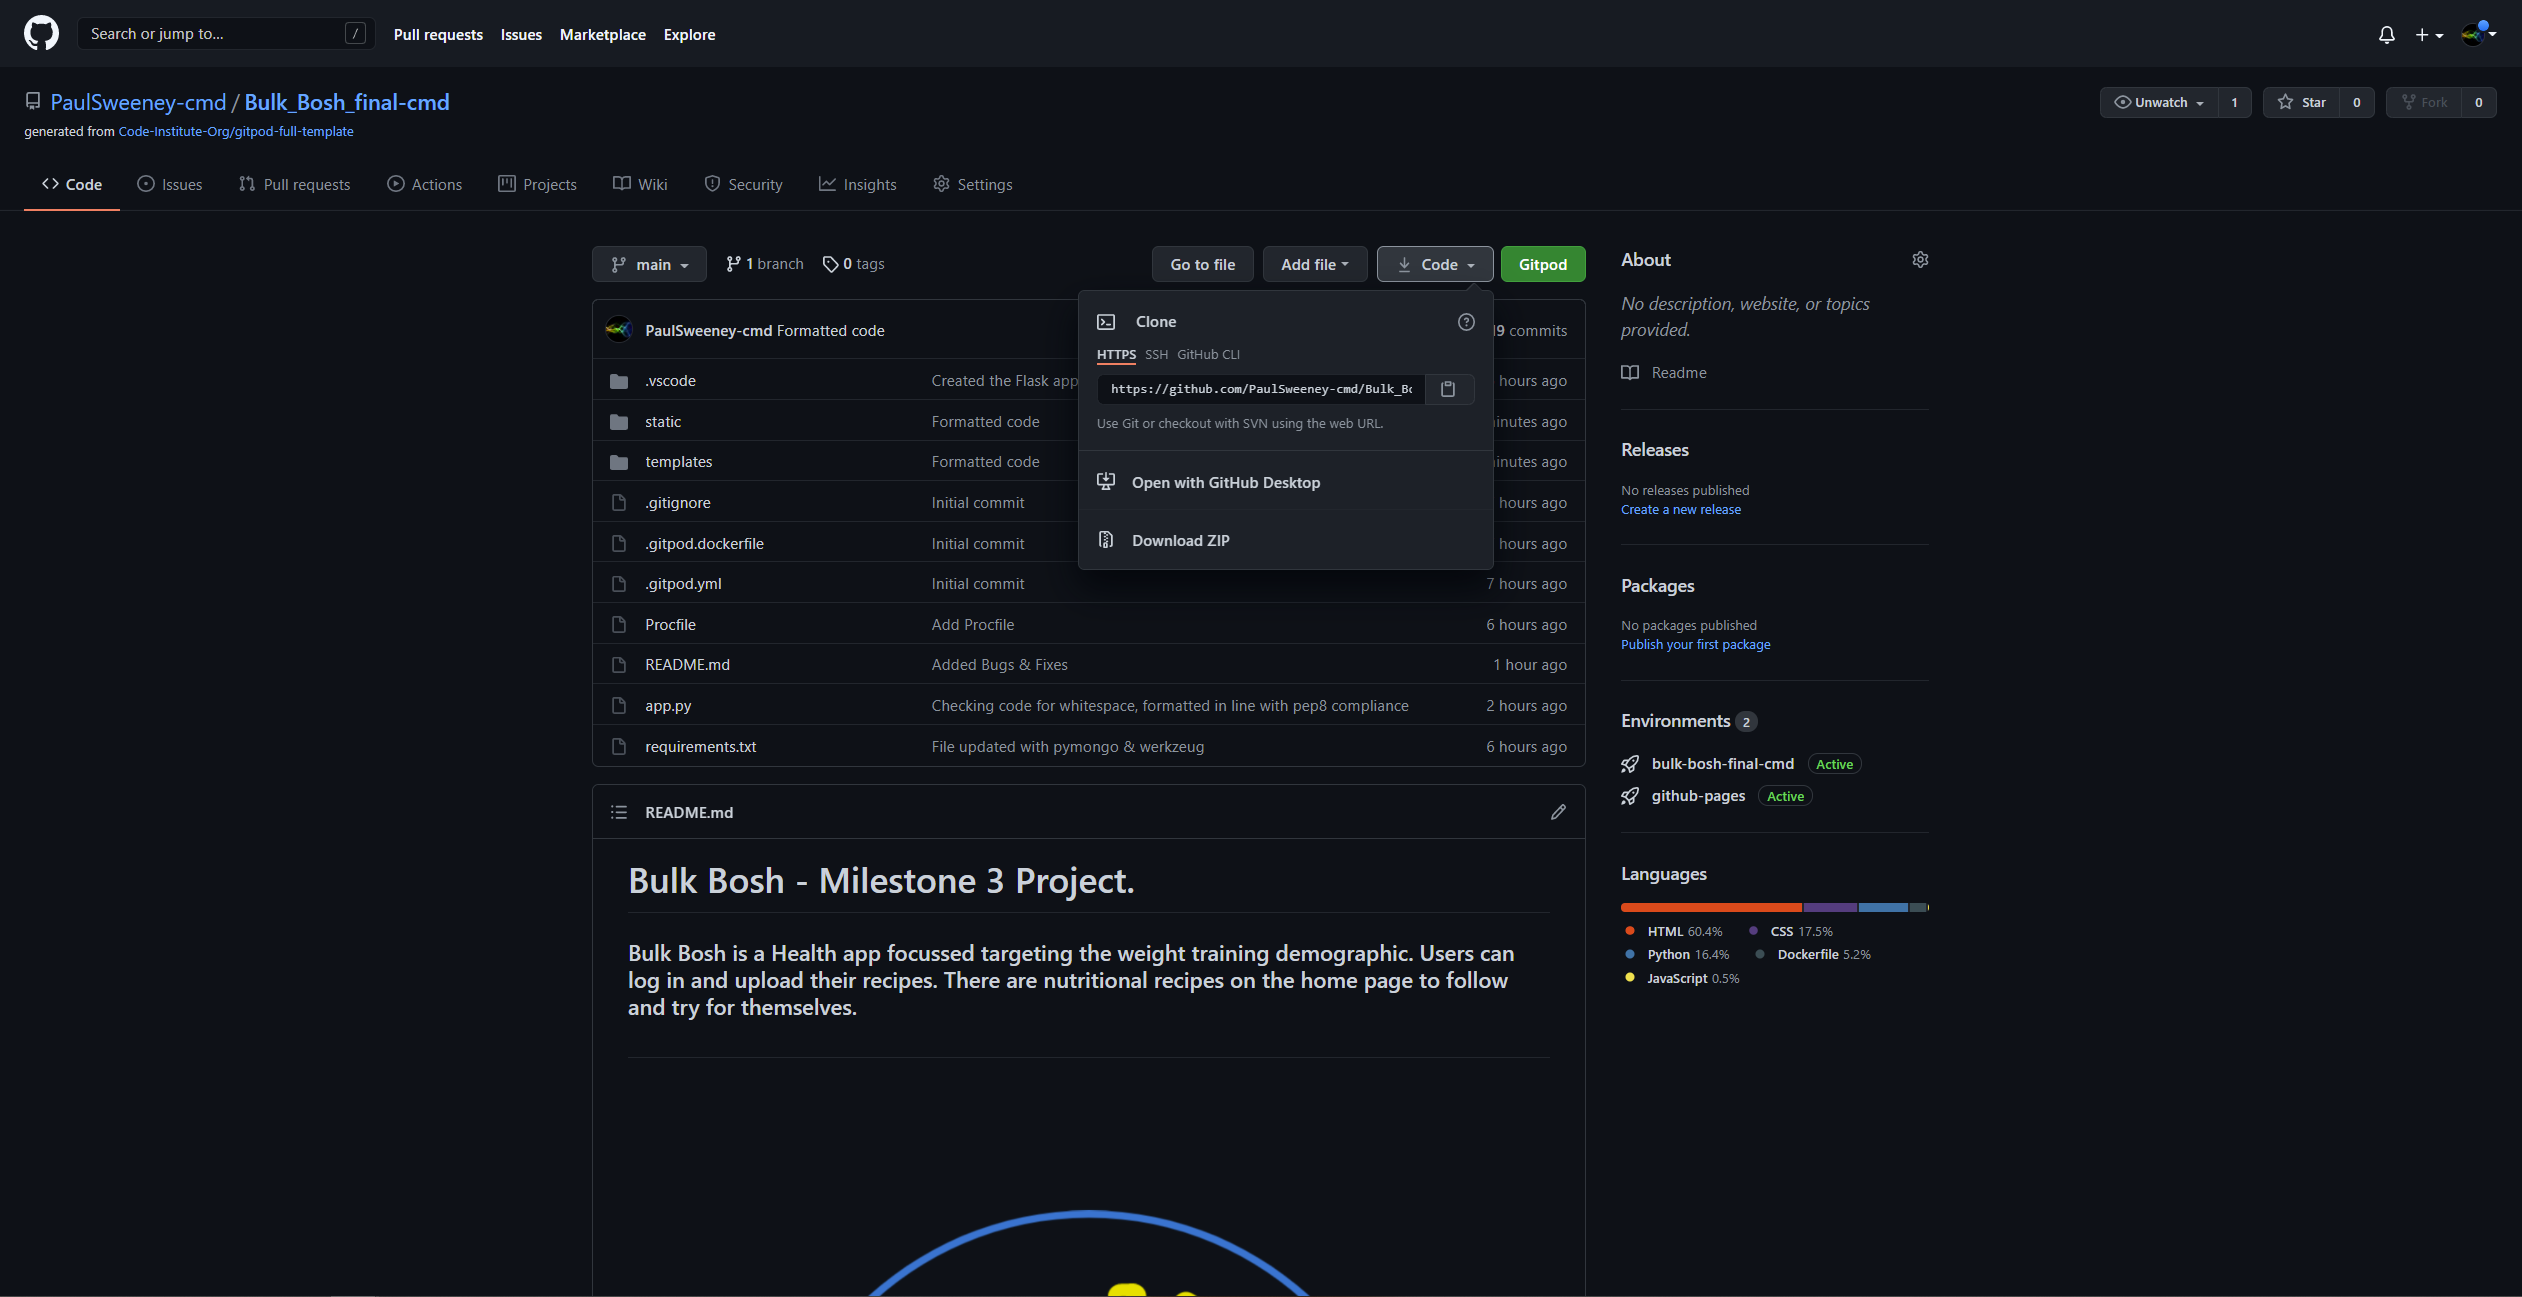 Search or jump to... /
Pull requests Issues Marketplace Explore
PaulSweeney-cmd / Bulk_Bosh_final-cmd
Unwatch 1 Star 0 Fork 0
generated from Code-Institute-Org/gitpod-full-template
Code Issues Pull requests Actions Projects Wiki Security Insights Settings
main 1 branch 0 tags Go to file Add file Code Gitpod
PaulSweeney-cmd Formatted code 19 commits
.vscode Created the Flask app hours ago
static Formatted code
templates Formatted code
.gitignore Initial commit hours ago
.gitpod.dockerfile Initial commit hours ago
.gitpod.yml Initial commit 7 hours ago
Procfile Add Procfile 6 hours ago
README.md Added Bugs & Fixes 1 hour ago
app.py Checking code for whitespace, formatted in line with pep8 compliance 2 hours ago
requirements.txt File updated with pymongo & werkzeug 6 hours ago
Clone
HTTPS SSH GitHub CLI
https://github.com/PaulSweeney-cmd/Bulk_Bo
Use Git or checkout with SVN using the web URL.
Open with GitHub Desktop
Download ZIP
README.md
Bulk Bosh - Milestone 3 Project.
Bulk Bosh is a Health app focussed targeting the weight training demographic. Users can
log in and upload their recipes. There are nutritional recipes on the home page to follow
and try for themselves.
About
No description, website, or topics
provided.
Readme
Releases
No releases published
Create a new release
Packages
No packages published
Publish your first package
Environments 2
bulk-bosh-final-cmd Active
github-pages Active
Languages
HTML 60.4% CSS 17.5%
Python 16.4% Dockerfile 5.2%
JavaScript 0.5%